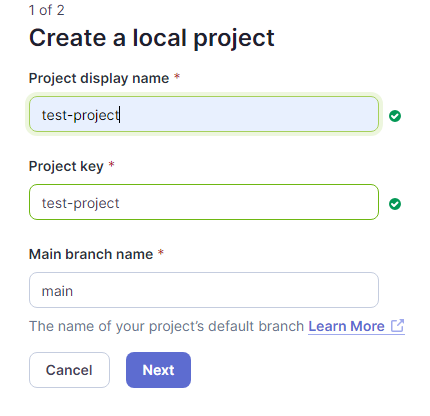 1 of 2
Create a local project
Project display name *
test-project
Project key *
test-project
Main branch name *
main
The name of your project's default branch Learn More
Cancel Next